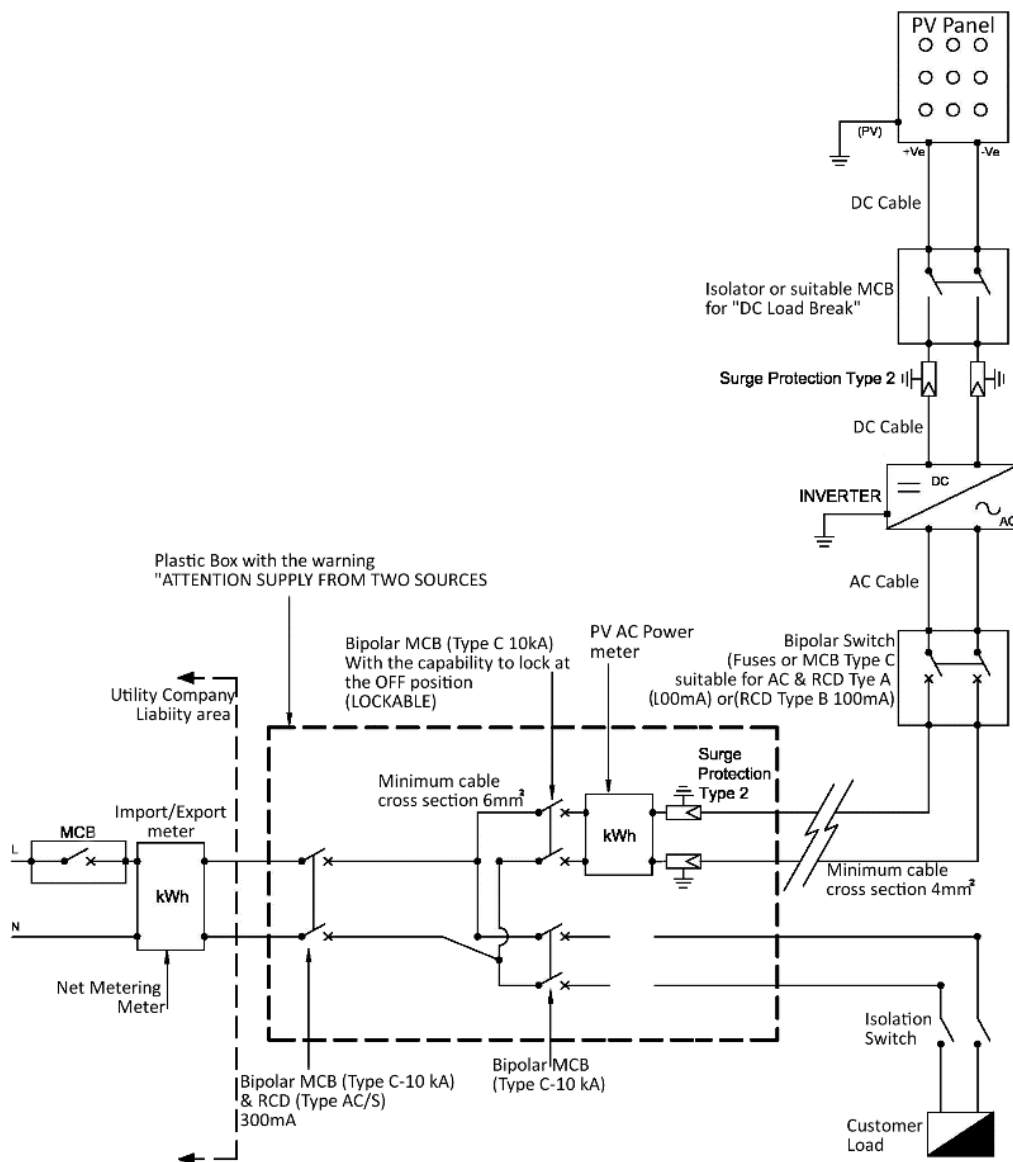 PV Panel
(PV)
+Ve
-Ve
DC Cable
Isolator or suitable MCB
for "DC Load Break"
Surge Protection Type 2
DC Cable
DC
INVERTER
AC
Plastic Box with the warning
"ATTENTION SUPPLY FROM TWO SOURCES
AC Cable
Bipolar MCB (Type C 10kA)
With the capability to lock at
the OFF position
(LOCKABLE)
PV AC Power
meter
Bipolar Switch
(Fuses or MCB Type C
suitable for AC & RCD Tye A
(L00mA) or(RCD Type B 100mA)
Utility Company
Liabiity area
Minimum cable
cross section 6mm²
Surge
Protection
Type 2
Import/Export
meter
MCB
L
kWh
kWh
Minimum cable
cross section 4mm²
N
Net Metering
Meter
Isolation
Switch
Bipolar MCB (Type C-10 kA)
& RCD (Type AC/S)
300mA
Bipolar MCB
(Type C-10 kA)
Customer
Load